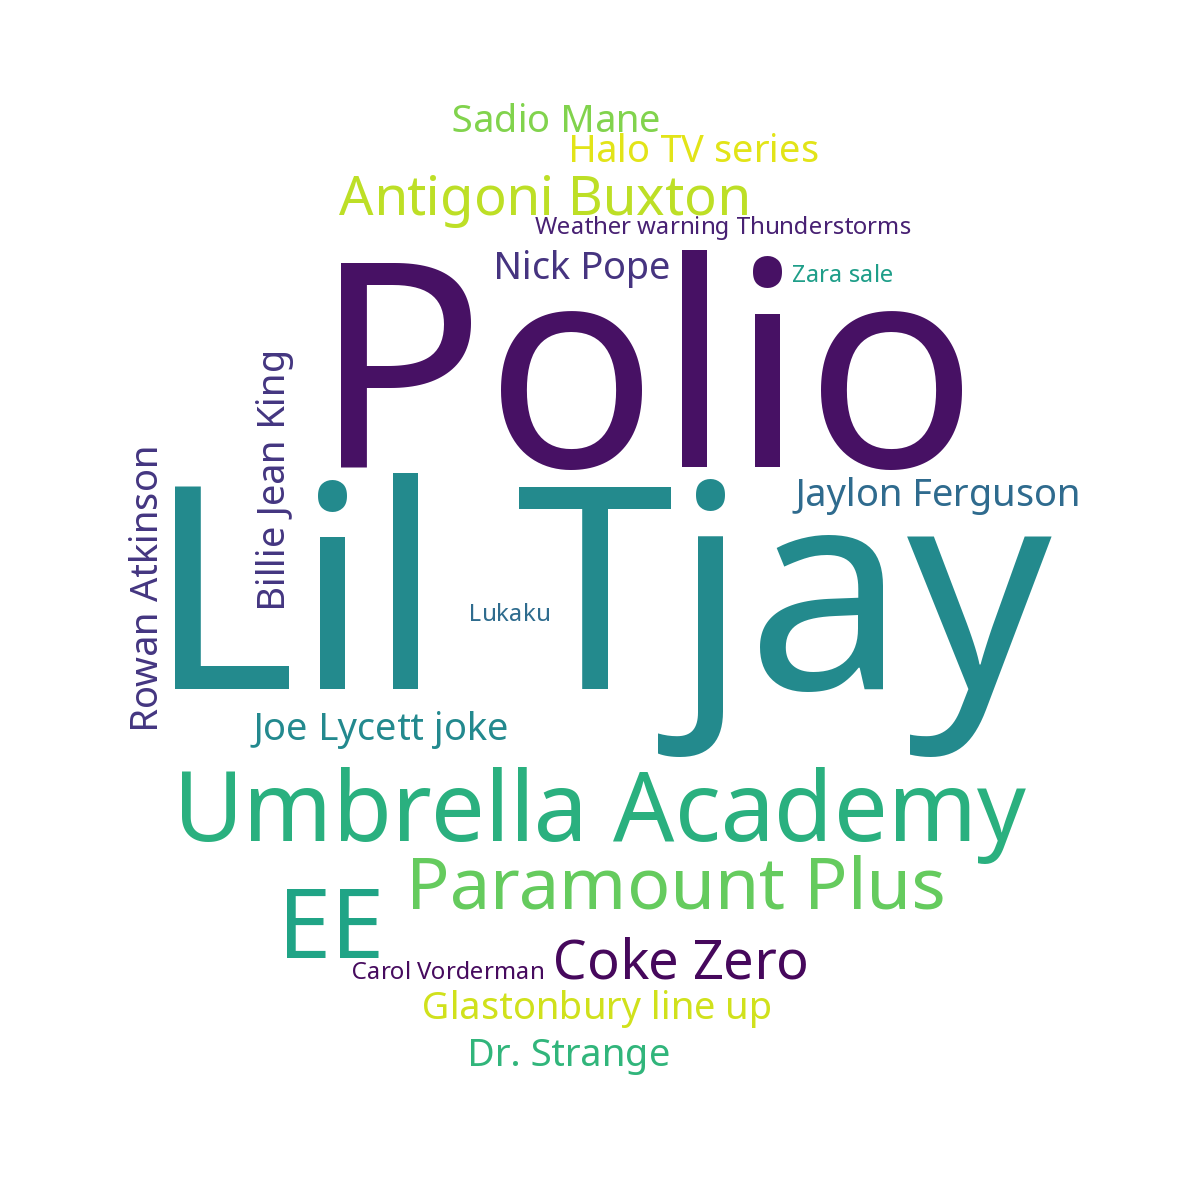 Sadio Mane
Halo TV series
Antigoni Buxton
Weather warning Thunderstorms
Nick Pope
Zara sale
Polio
Billie Jean King
Rowan Atkinson
Jaylon Ferguson
Lil Tjay
Lukaku
Joe Lycett joke
Umbrella Academy
Paramount Plus
EE
Coke Zero
Carol Vorderman
Glastonbury line up
Dr. Strange